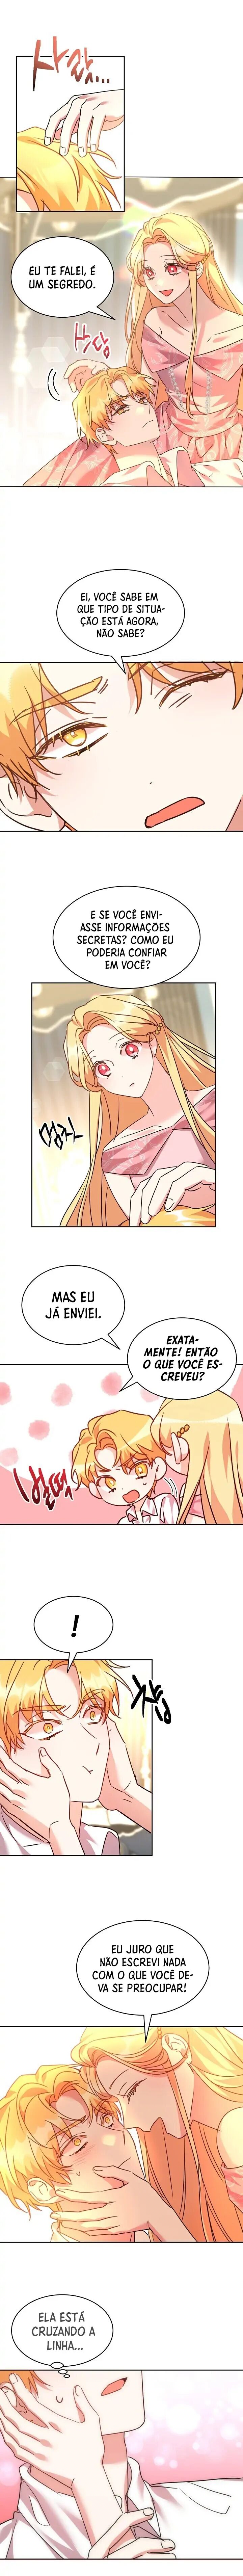 사락...
EU TE FALEI, É
UM SEGREDO.
EI, VOCÊ SABE EM
QUE TIPO DE SITUA-
ÇÃO ESTÁ AGORA,
NÃO SABE?
E SE VOCÊ ENVI-
ASSE INFORMAÇÕES
SECRETAS? COMO EU
PODERIA CONFIAR
EM VOCÊ?
MAS EU
JÁ ENVIEI.
EXATA-
MENTE! ENTÃO
O QUE VOCÊ ES-
CREVEU?
벌떡
!
EU JURO QUE
NÃO ESCREVI NADA
COM O QUE VOCÊ DE-
VA SE PREOCUPAR!
ELA ESTÁ
CRUZANDO A
LINHA...